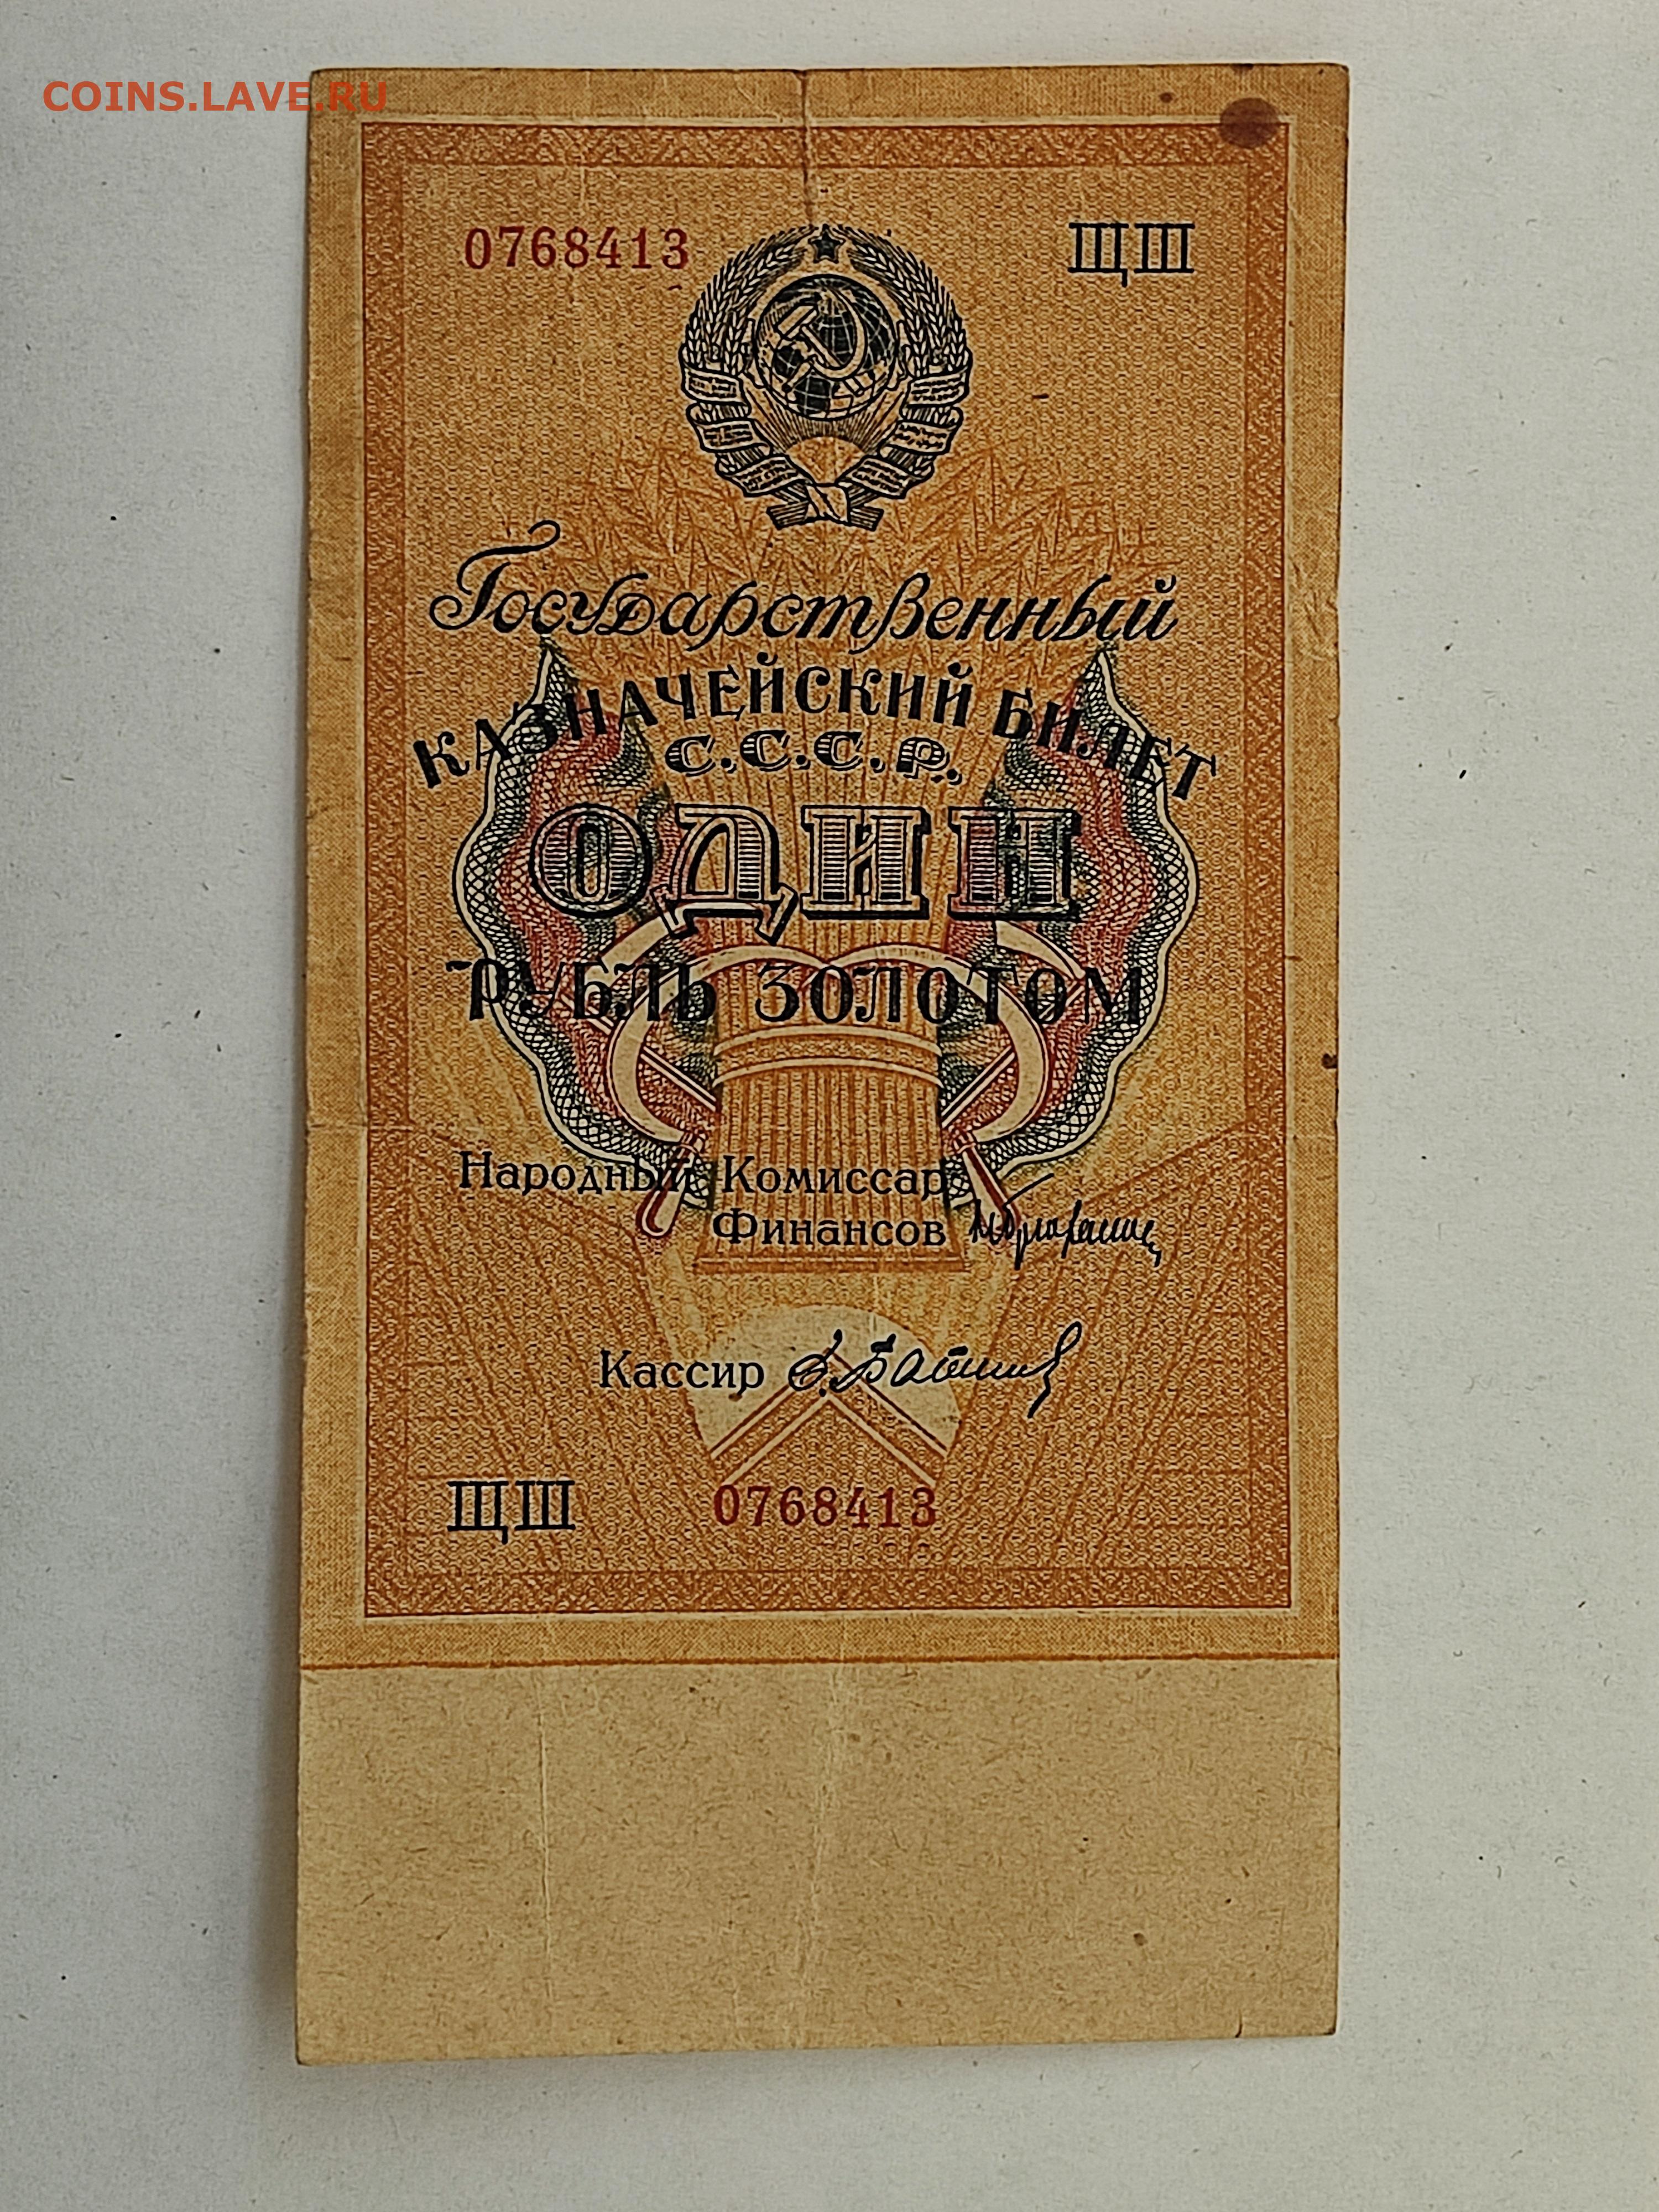 COINS.LAVE.RU
0768413 ЩШ
Государственный
КАЗНАЧЕЙСКИЙ БИЛЕТ
С.С.С.Р.
ОДИН
РУБЛЬ ЗОЛОТОМ
Народный Комиссар
Финансов
Кассир
ЩШ 0768413